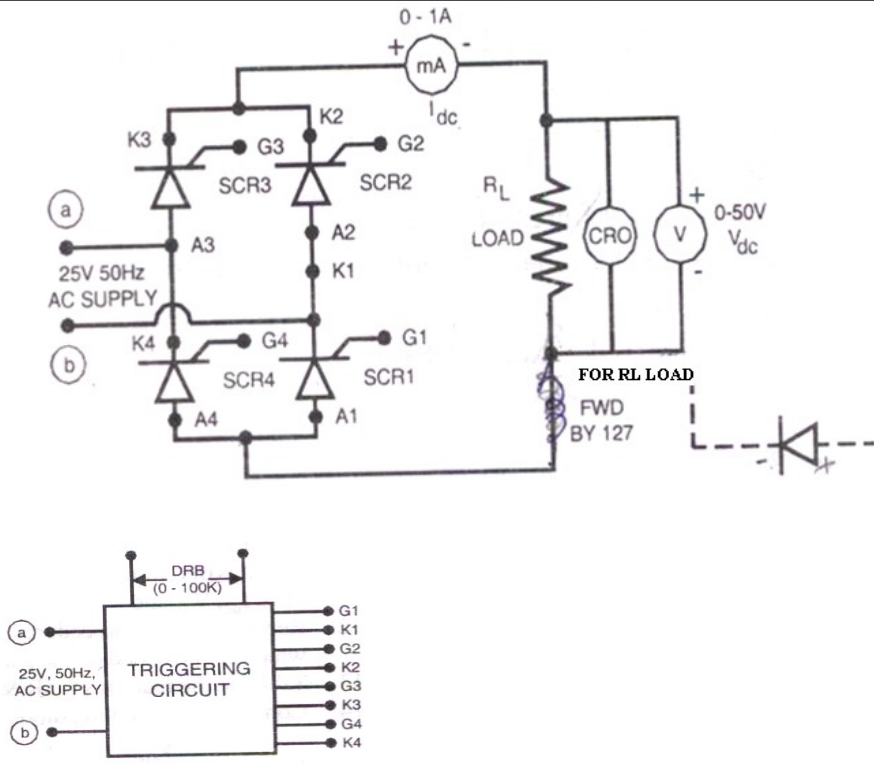 0 - 1A
+ mA -
I dc
K3
K2
G3
G2
SCR3
SCR2
a
A3
A2
25V 50Hz
AC SUPPLY
K1
b
K4
G4
G1
SCR4
SCR1
A4
A1
RL
LOAD
CRO
V
+
0-50V
Vdc
-
FOR RL LOAD
FWD
BY 127
- +
DRB
(0 - 100K)
a
25V, 50Hz,
AC SUPPLY
b
TRIGGERING
CIRCUIT
G1
K1
G2
K2
G3
K3
G4
K4